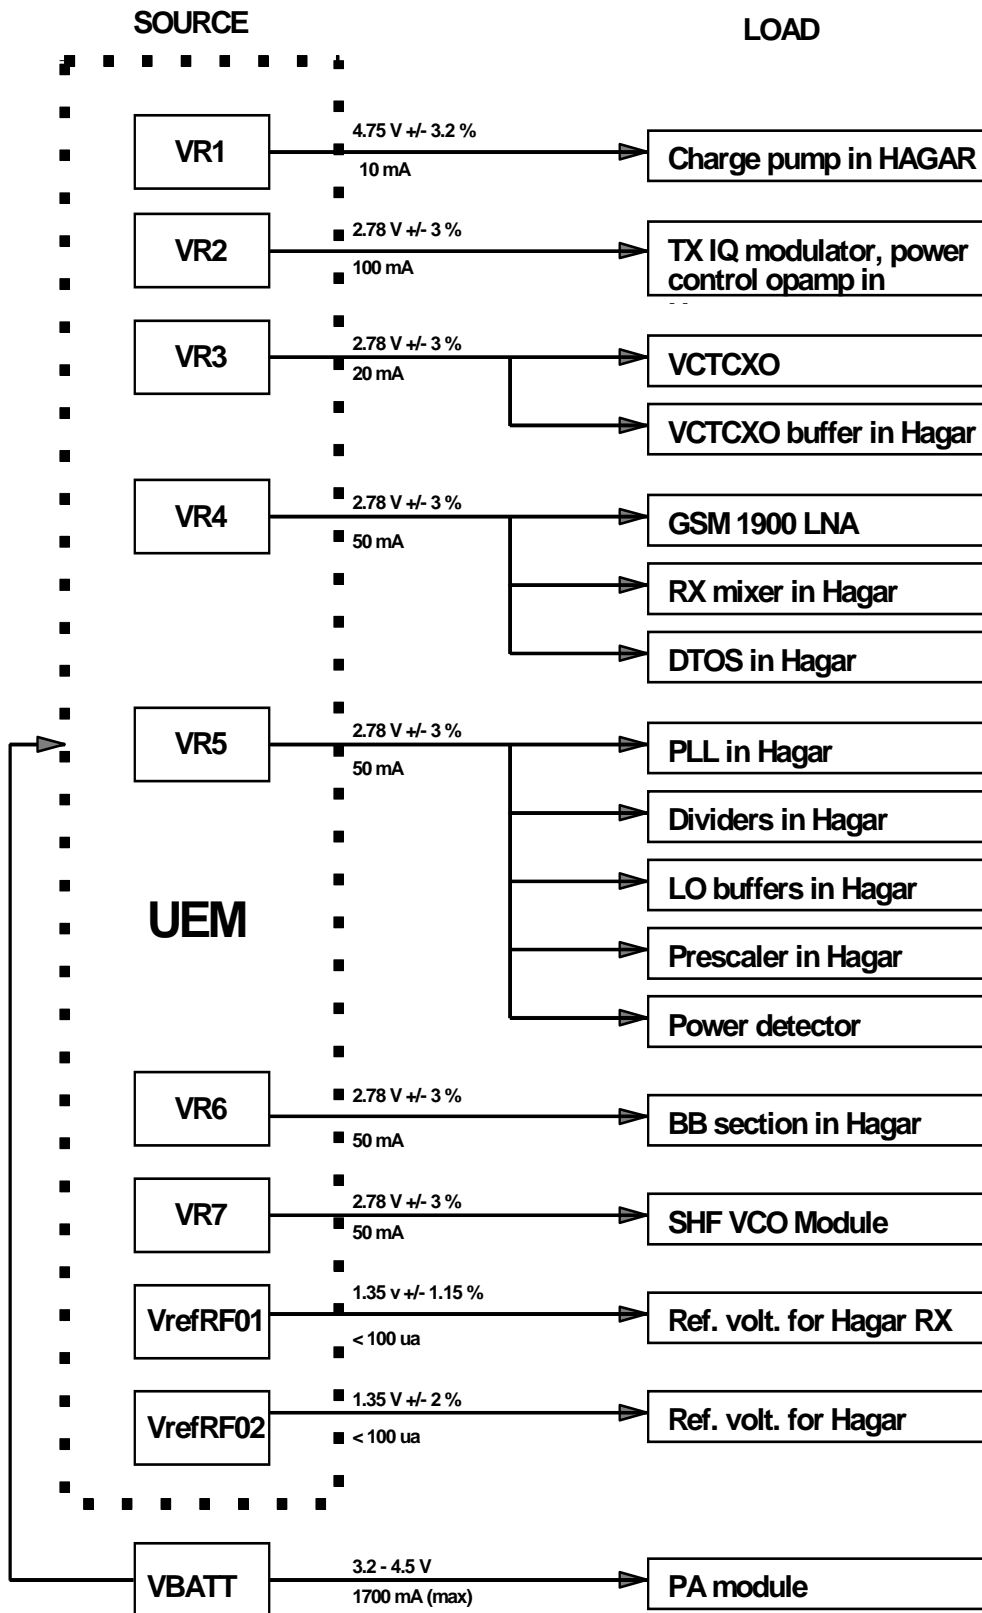 SOURCE
LOAD
VR1
4.75 V +/- 3.2 %
10 mA
Charge pump in HAGAR
VR2
2.78 V +/- 3 %
100 mA
TX IQ modulator, power
control opamp in
VR3
2.78 V +/- 3 %
20 mA
VCTCXO
VCTCXO buffer in Hagar
VR4
2.78 V +/- 3 %
50 mA
GSM 1900 LNA
RX mixer in Hagar
DTOS in Hagar
VR5
2.78 V +/- 3 %
50 mA
PLL in Hagar
Dividers in Hagar
LO buffers in Hagar
UEM
Prescaler in Hagar
Power detector
VR6
2.78 V +/- 3 %
50 mA
BB section in Hagar
VR7
2.78 V +/- 3 %
50 mA
SHF VCO Module
VrefRF01
1.35 v +/- 1.15 %
< 100 ua
Ref. volt. for Hagar RX
VrefRF02
1.35 V +/- 2 %
< 100 ua
Ref. volt. for Hagar
VBATT
3.2 - 4.5 V
1700 mA (max)
PA module